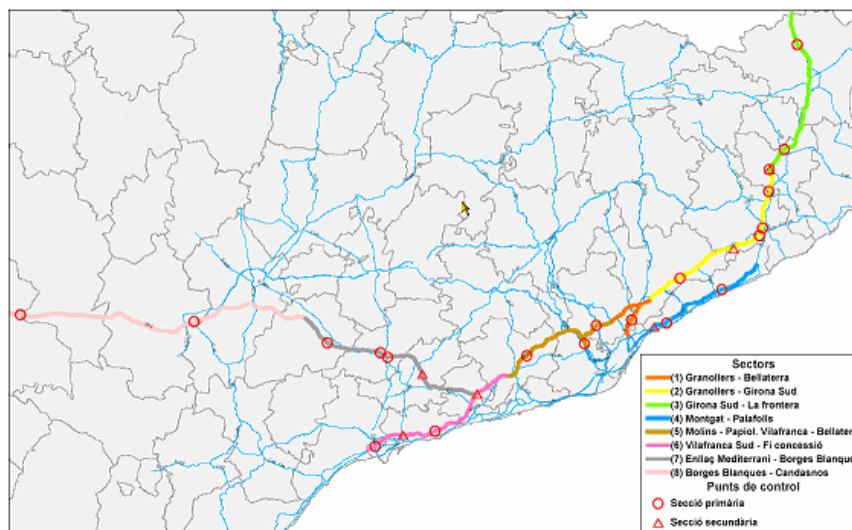 Sectors
(1) Granollers - Bellaterra
(2) Granollers - Girona Sud
(3) Girona Sud - La frontera
(4) Montgat - Palafolls
(5) Molins - Papiol. Vilafranca - Bellater
(6) Vilafranca Sud - Fi concessió
(7) Enllaç Mediterrani - Borges Blanque
(8) Borges Blanques - Candasnos
Punts de control
Secció primària
Secció secundària